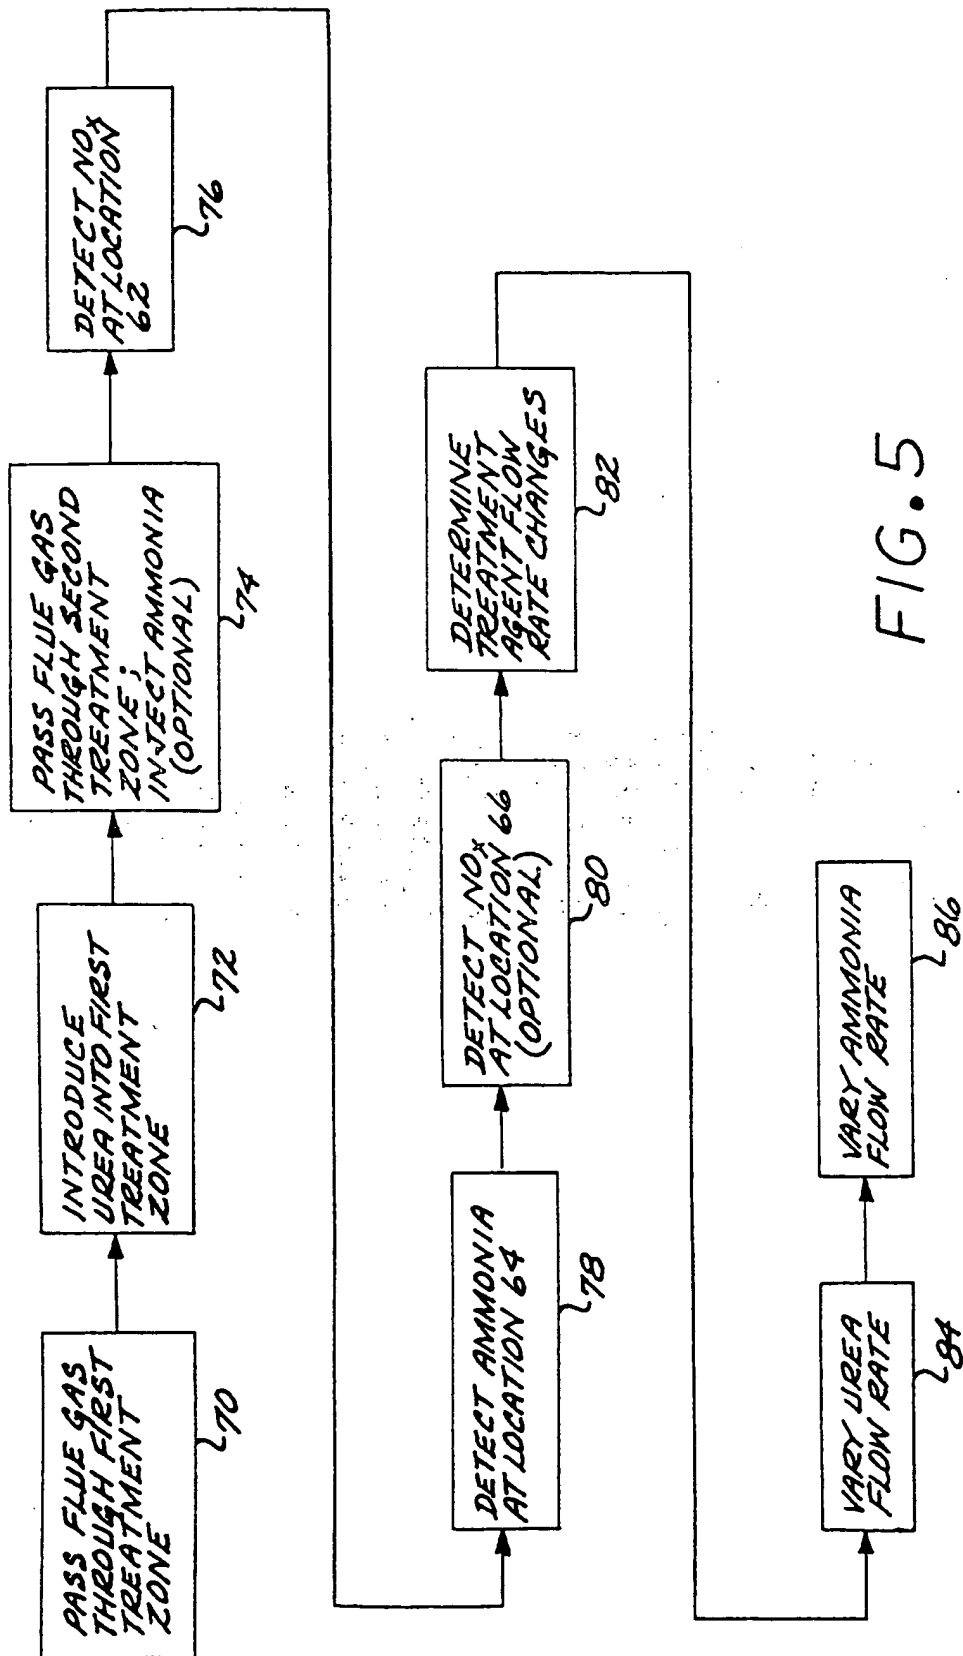 PASS FLUE GAS
THROUGH FIRST
TREATMENT
ZONE
70
INTRODUCE
UREA INTO FIRST
TREATMENT
ZONE
72
PASS FLUE GAS
THROUGH SECOND
TREATMENT
ZONE;
INJECT AMMONIA
(OPTIONAL)
74
DETECT NOx
AT LOCATION
62
76
DETECT AMMONIA
AT LOCATION 64
78
DETECT NOx
AT LOCATION 66
(OPTIONAL)
80
DETERMINE
TREATMENT
AGENT FLOW
RATE CHANGES
82
VARY UREA
FLOW RATE
84
VARY AMMONIA
FLOW RATE
86
FIG. 5